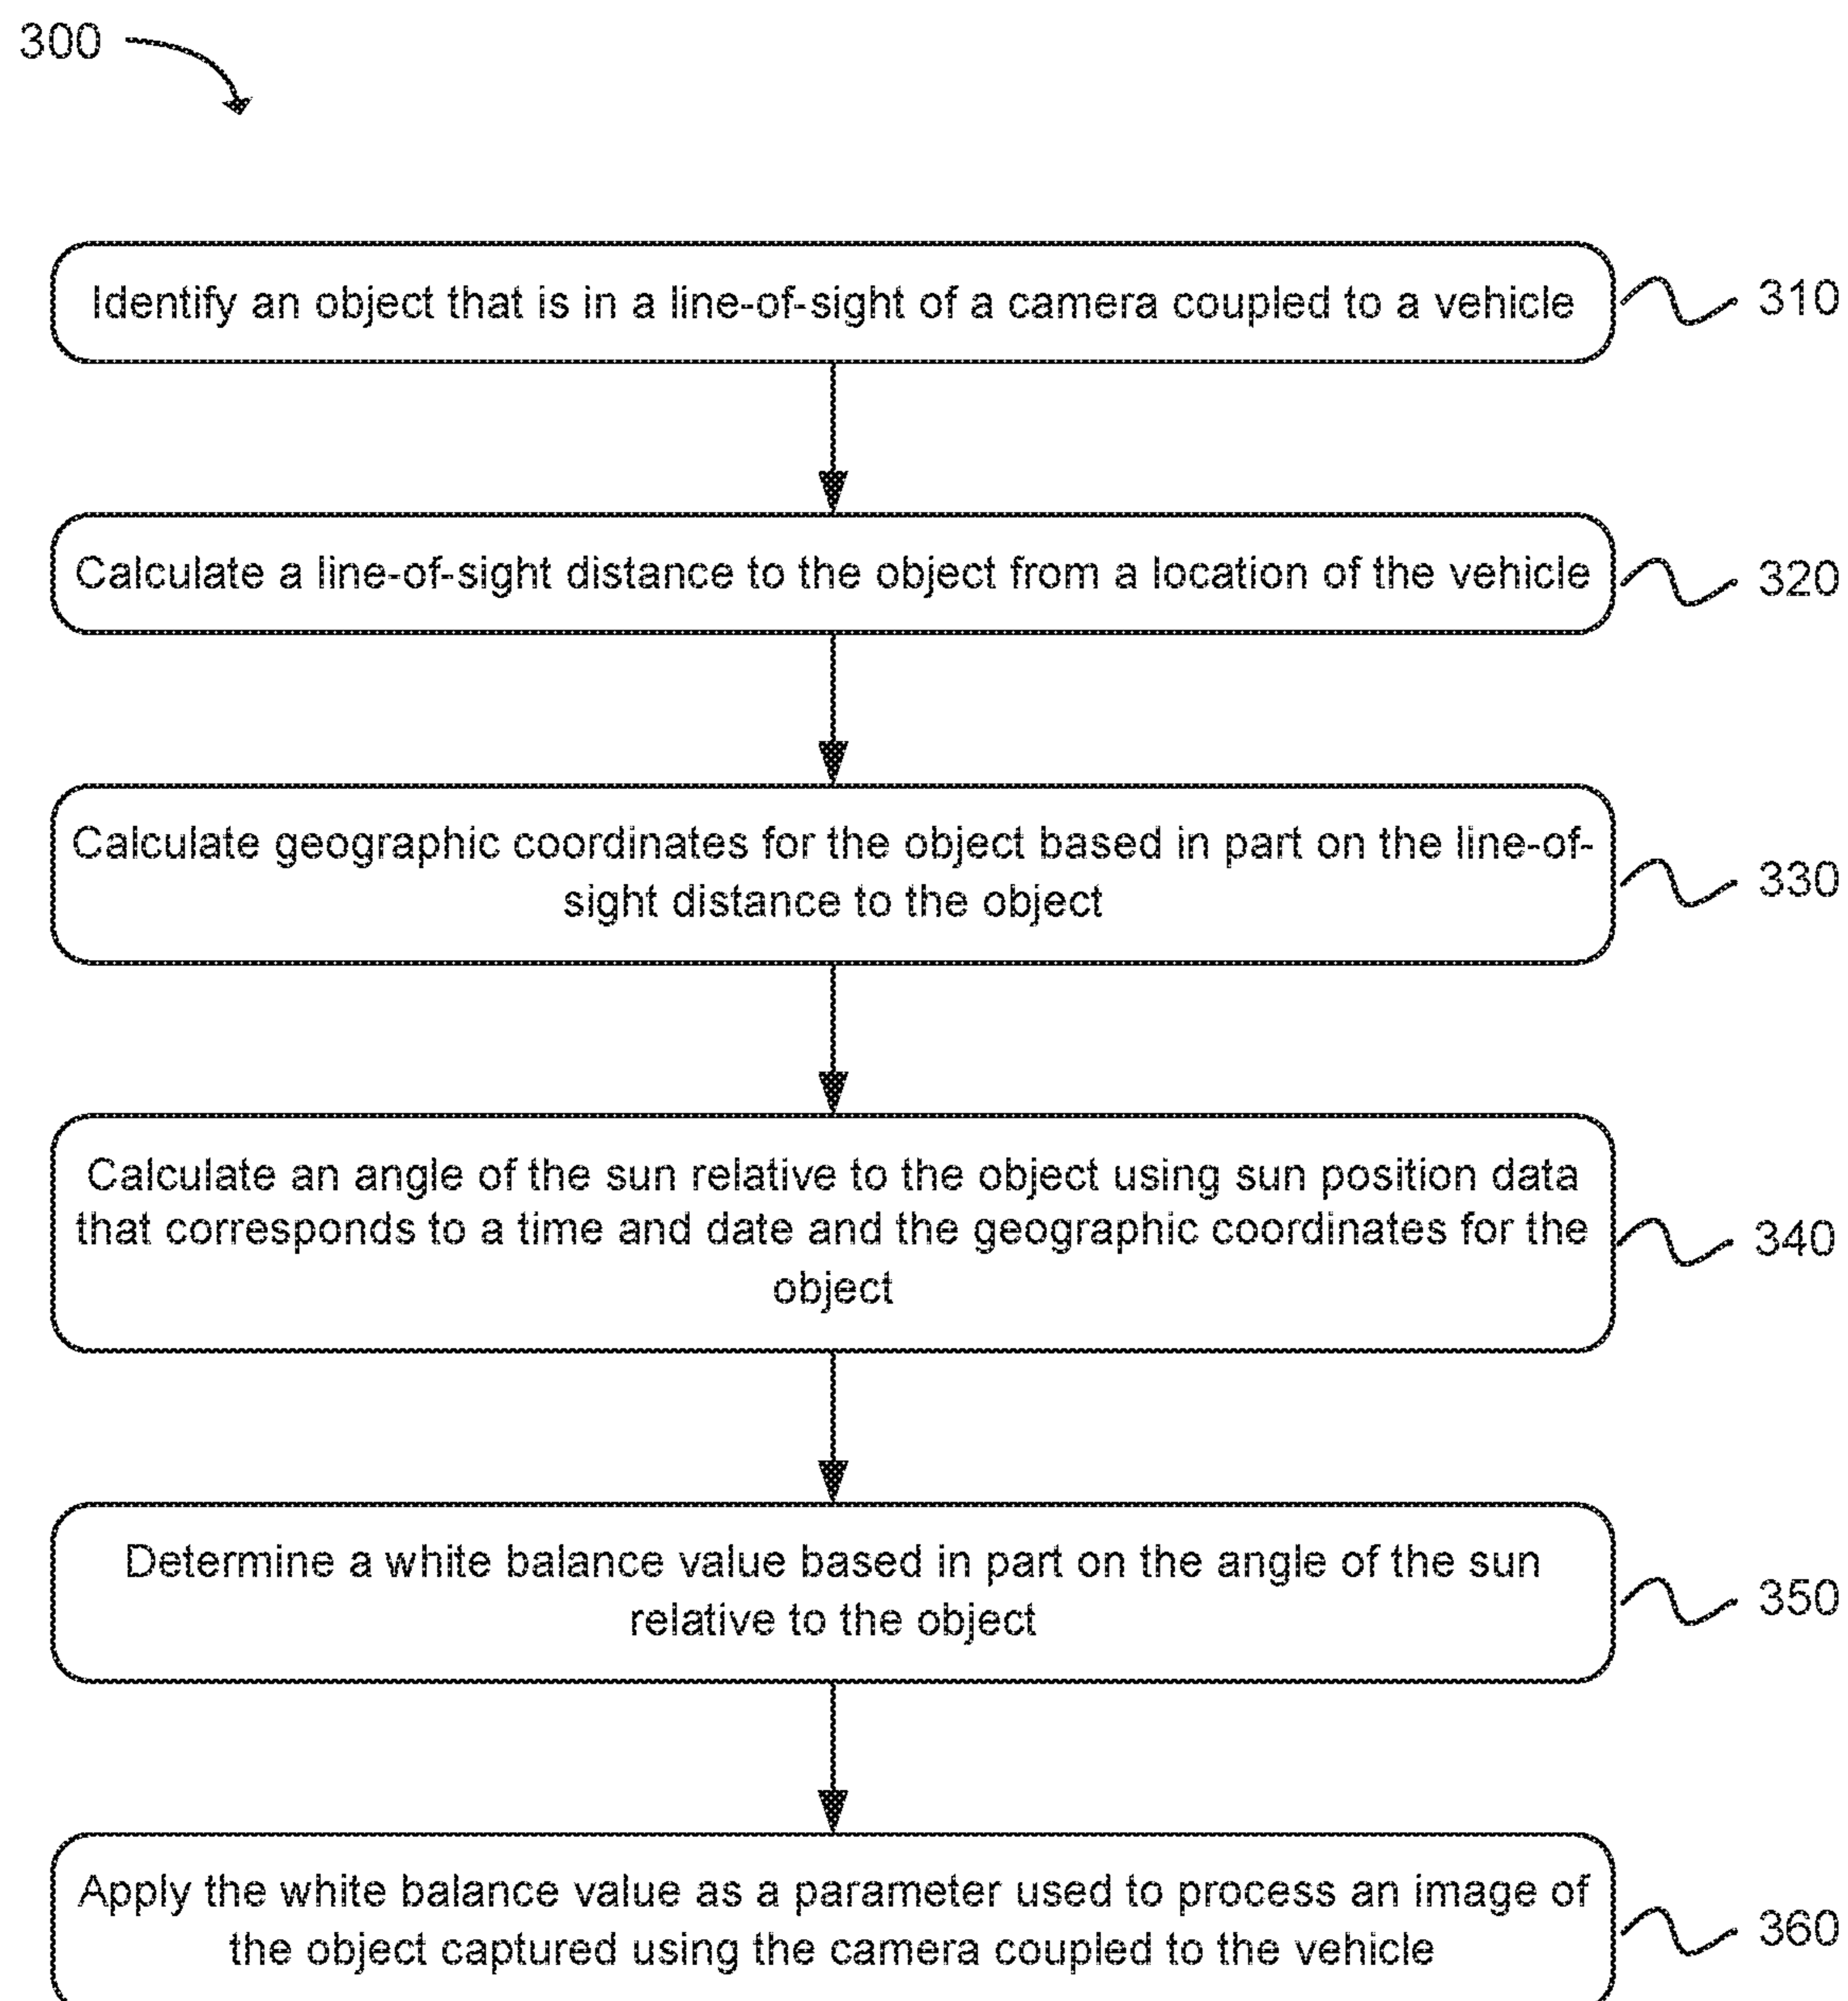 300
Identify an object that is in a line-of-sight of a camera coupled to a vehicle
310
Calculate a line-of-sight distance to the object from a location of the vehicle
320
Calculate geographic coordinates for the object based in part on the line-of-
sight distance to the object
330
Calculate an angle of the sun relative to the object using sun position data
that corresponds to a time and date and the geographic coordinates for the
object
340
Determine a white balance value based in part on the angle of the sun
relative to the object
350
Apply the white balance value as a parameter used to process an image of
the object captured using the camera coupled to the vehicle
360